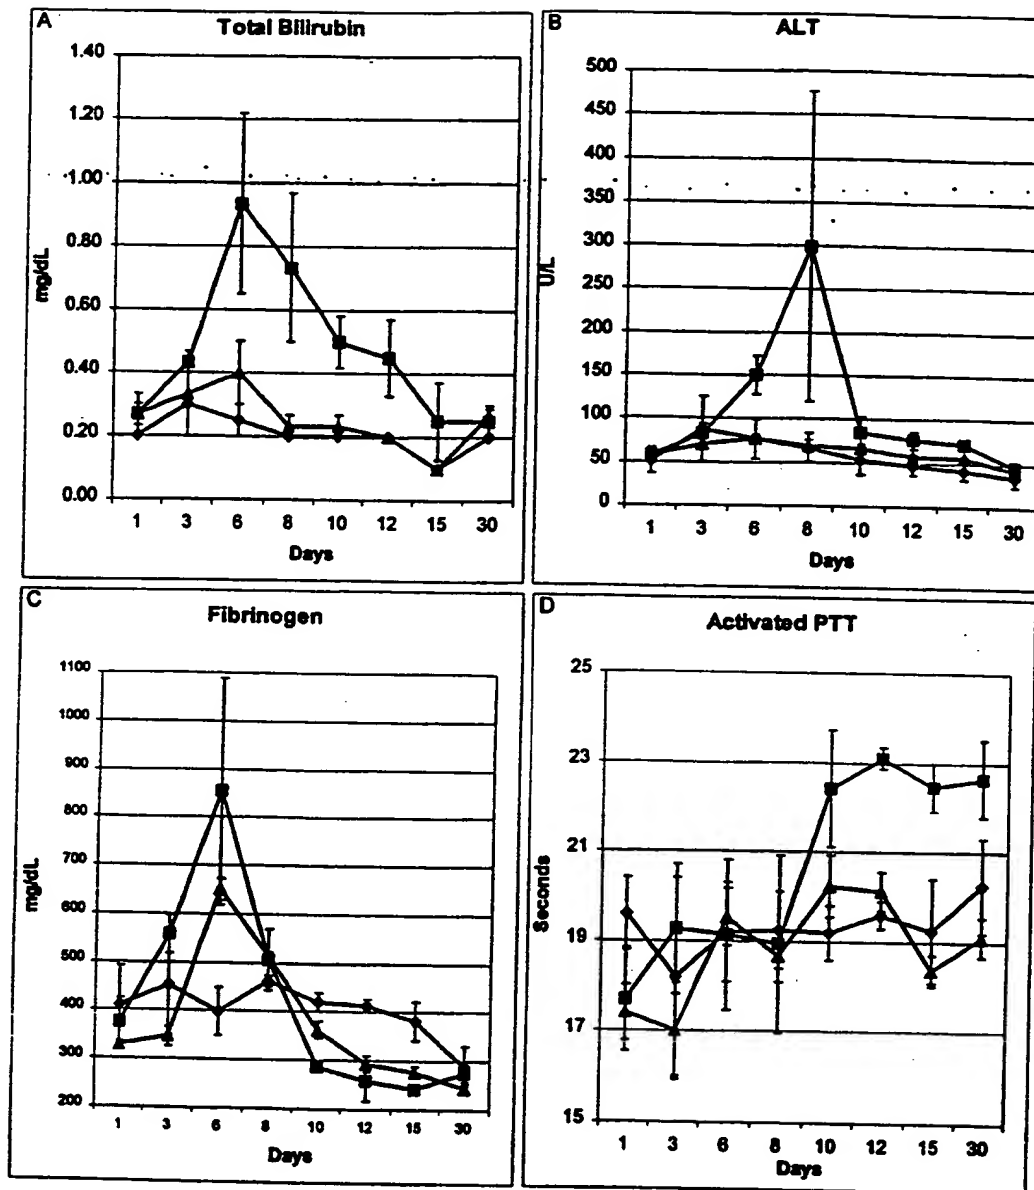 A
Total Bilirubin
mg/dL
1.40
1.20
1.00
0.80
0.60
0.40
0.20
0.00
1 3 6 8 10 12 15 30
Days
B
ALT
U/L
500
450
400
350
300
250
200
150
100
50
0
1 3 6 8 10 12 15 30
Days
C
Fibrinogen
mg/dL
1100
1000
900
800
700
600
500
400
300
200
1 3 6 8 10 12 15 30
Days
D
Activated PTT
Seconds
25
23
21
19
17
15
1 3 6 8 10 12 15 30
Days